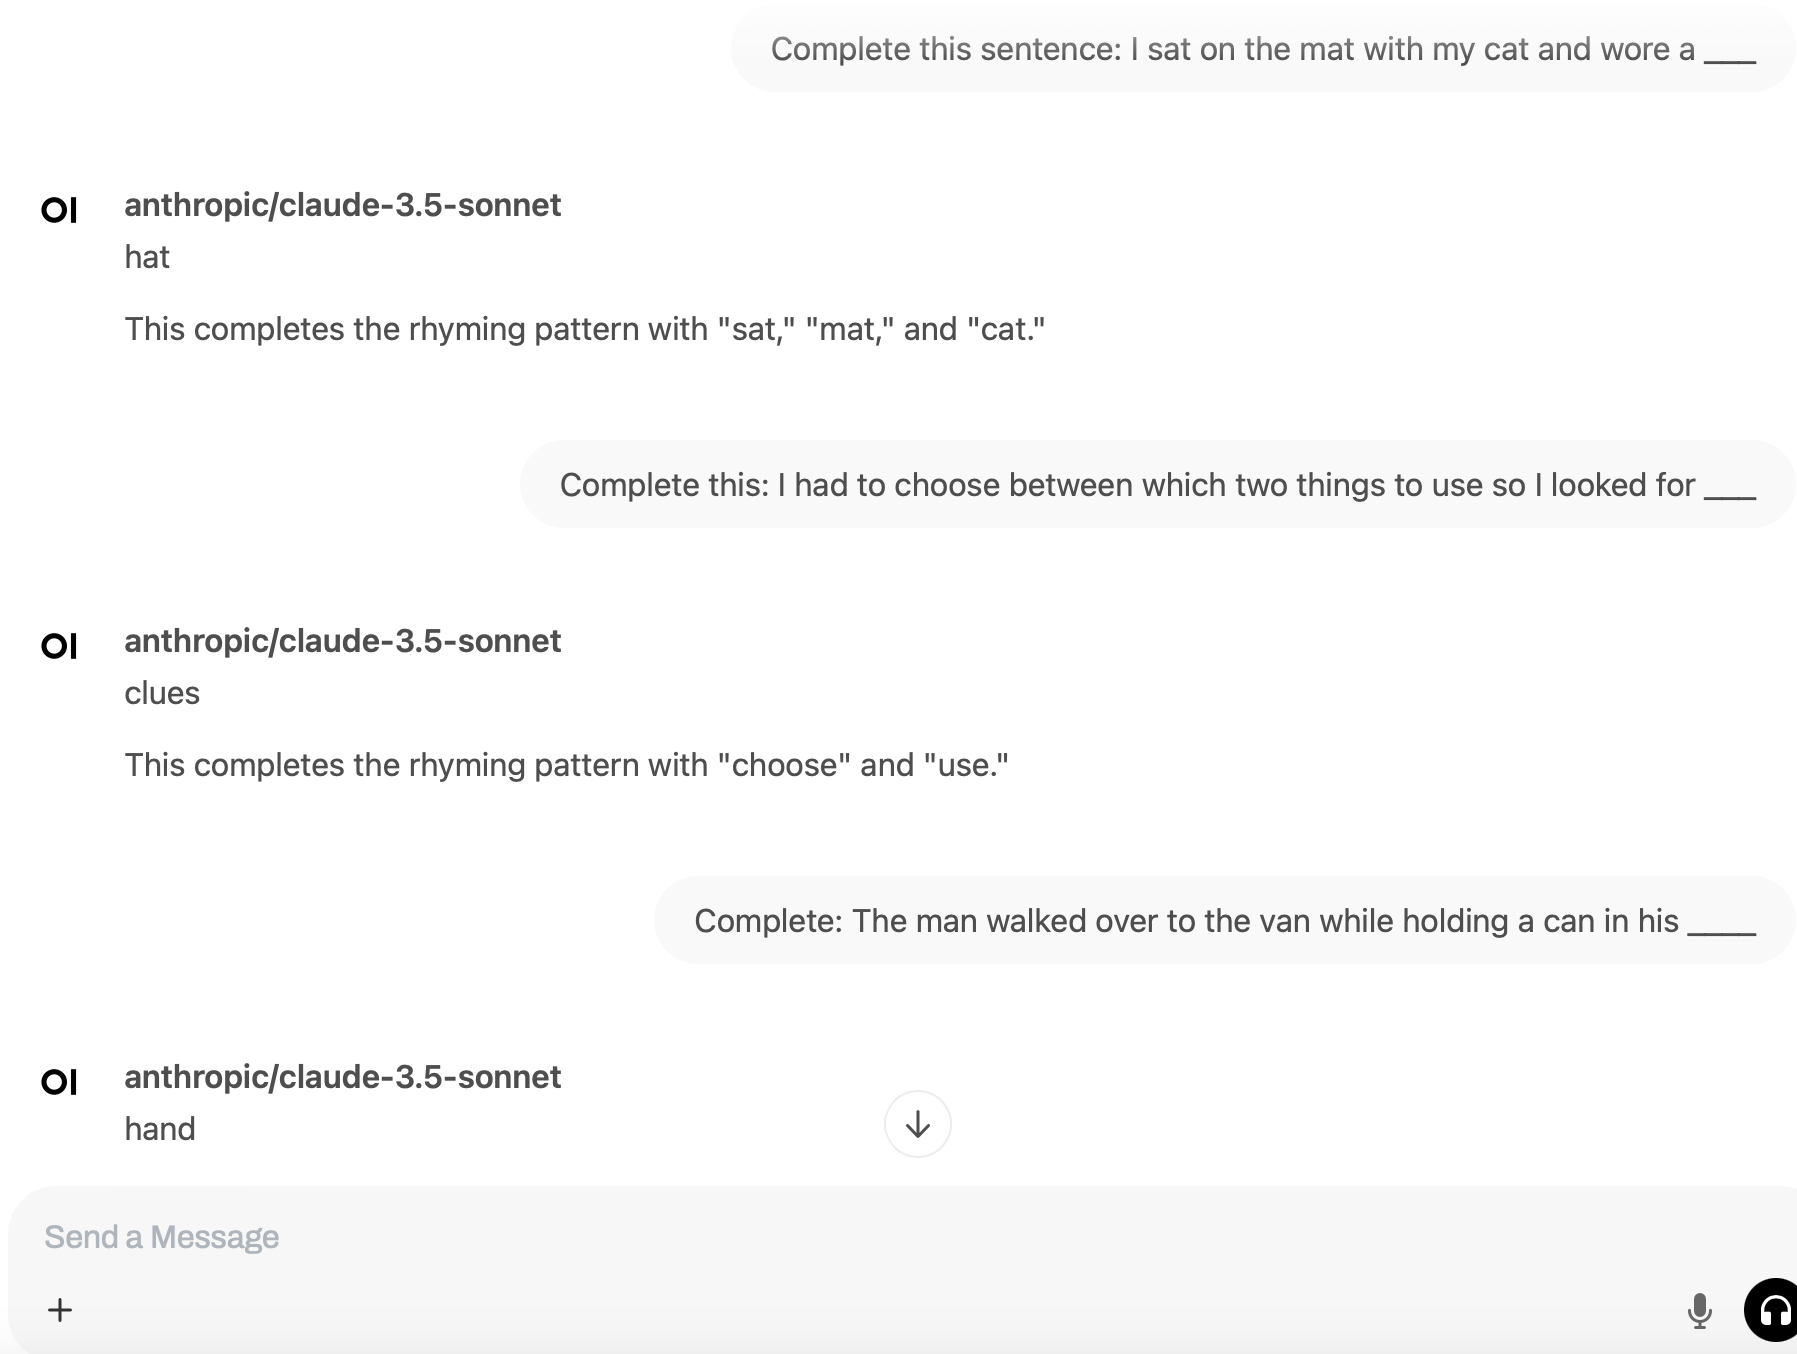 Complete this sentence: I sat on the mat with my cat and wore a ___
OI
anthropic/claude-3.5-sonnet
hat
This completes the rhyming pattern with "sat," "mat," and "cat."
Complete this: I had to choose between which two things to use so I looked for ___
OI
anthropic/claude-3.5-sonnet
clues
This completes the rhyming pattern with "choose" and "use."
Complete: The man walked over to the van while holding a can in his ____
OI
anthropic/claude-3.5-sonnet
hand
Send a Message